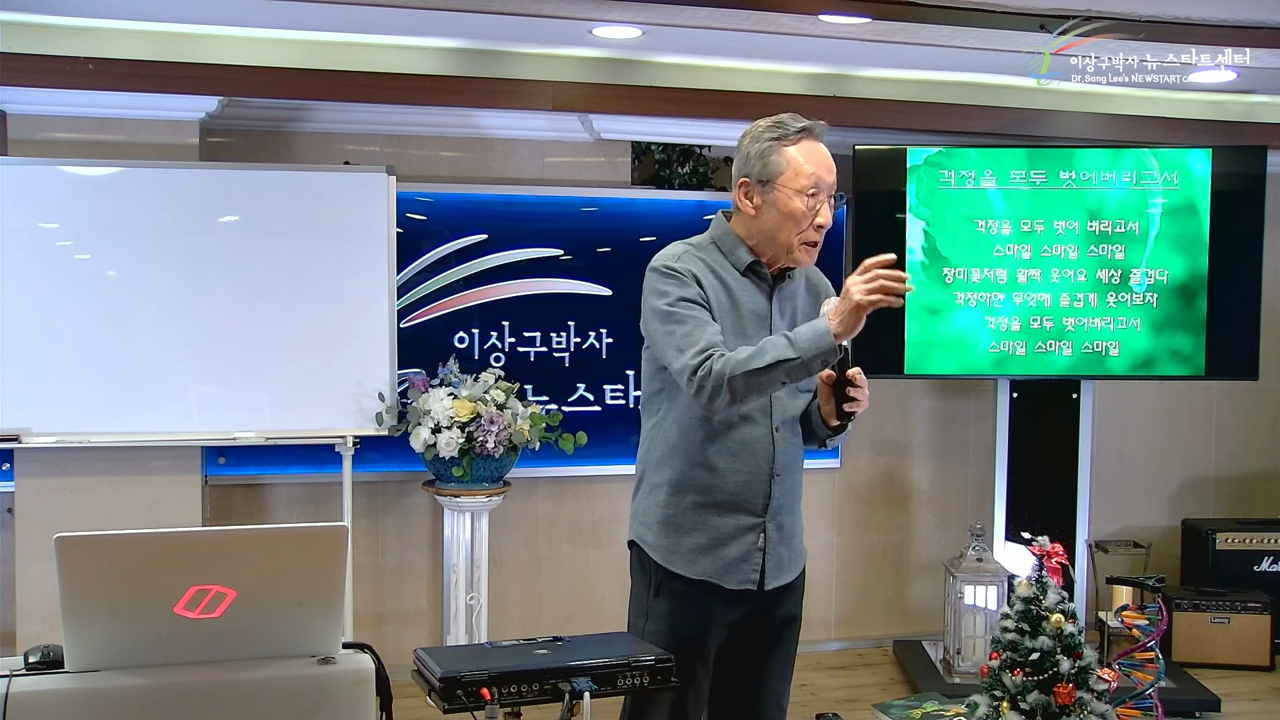 이상구박사 뉴스타트센터
Dr. Sang Lee's NEWSTART
걱정을 모두 벗어버리고서
걱정을 모두 벗어 버리고서
스마일 스마일 스마일
장미꽃처럼 활짝 웃어요 세상 즐겁다
걱정하면 무엇해 즐겁게 웃어보자
걱정을 모두 벗어버리고서
스마일 스마일 스마일
이상구박사
뉴스타
Laney